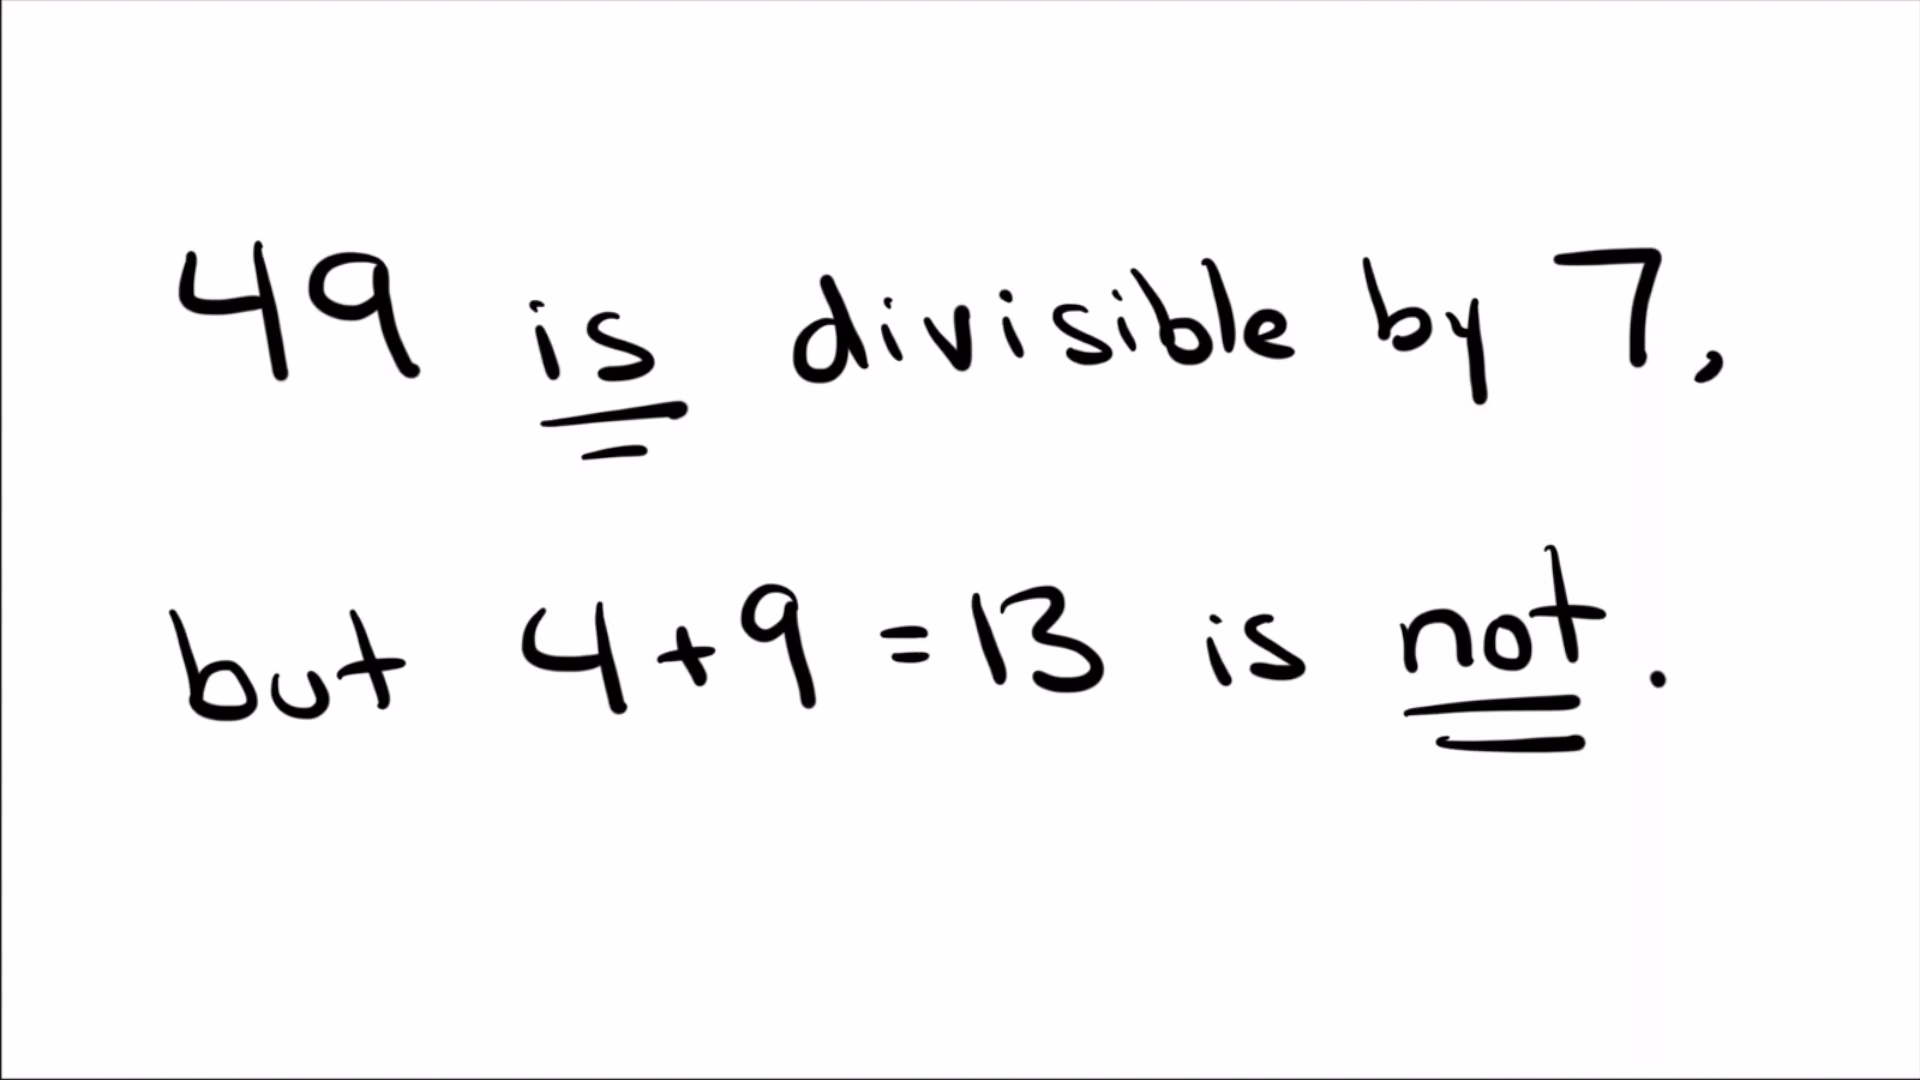 49 is divisible by 7,
but 4+9=13 is not.